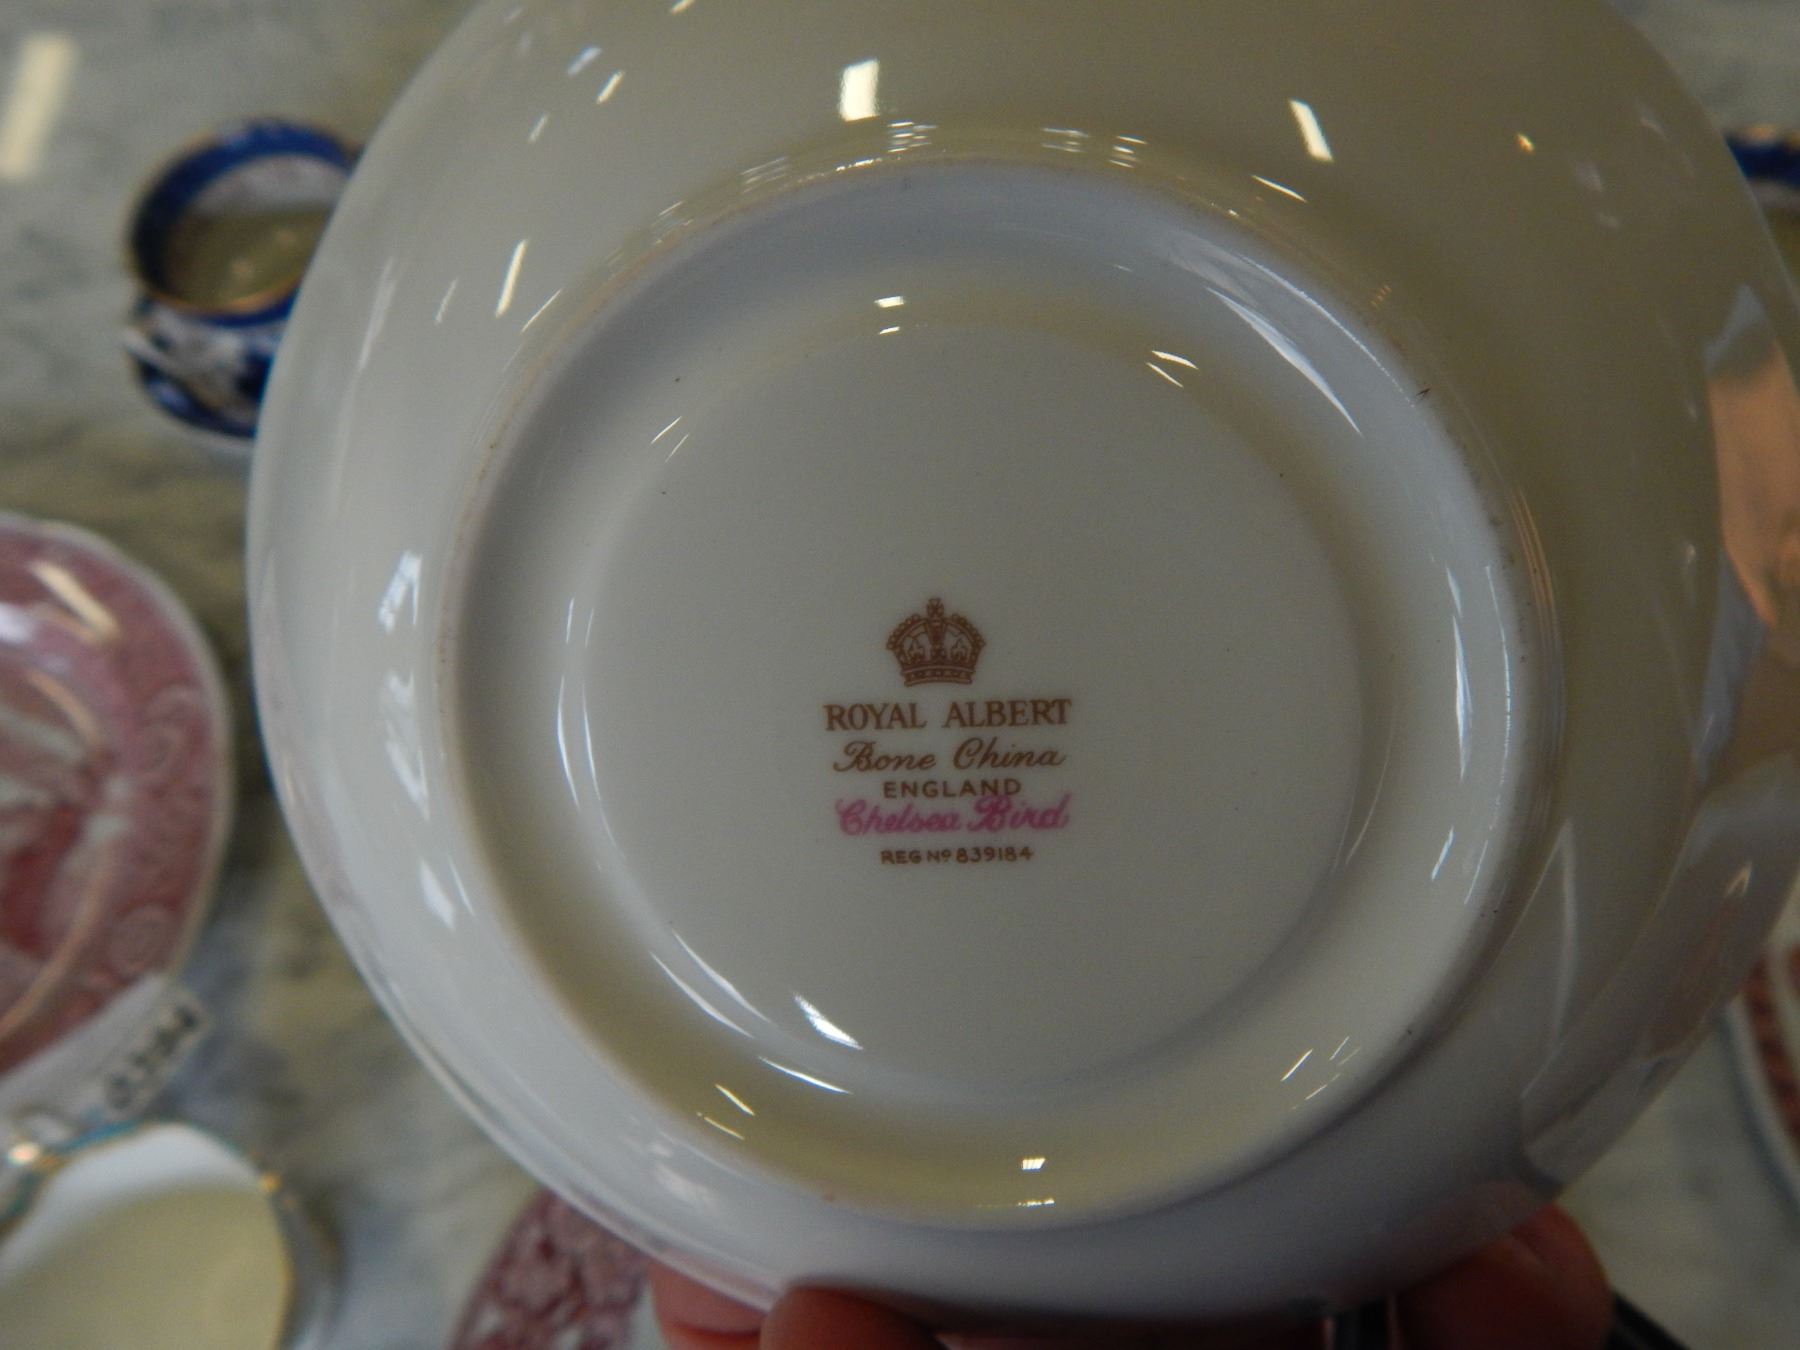 ROYAL ALBERT
Bone China
ENGLAND
Chelsea Bird
REG Nº 839184